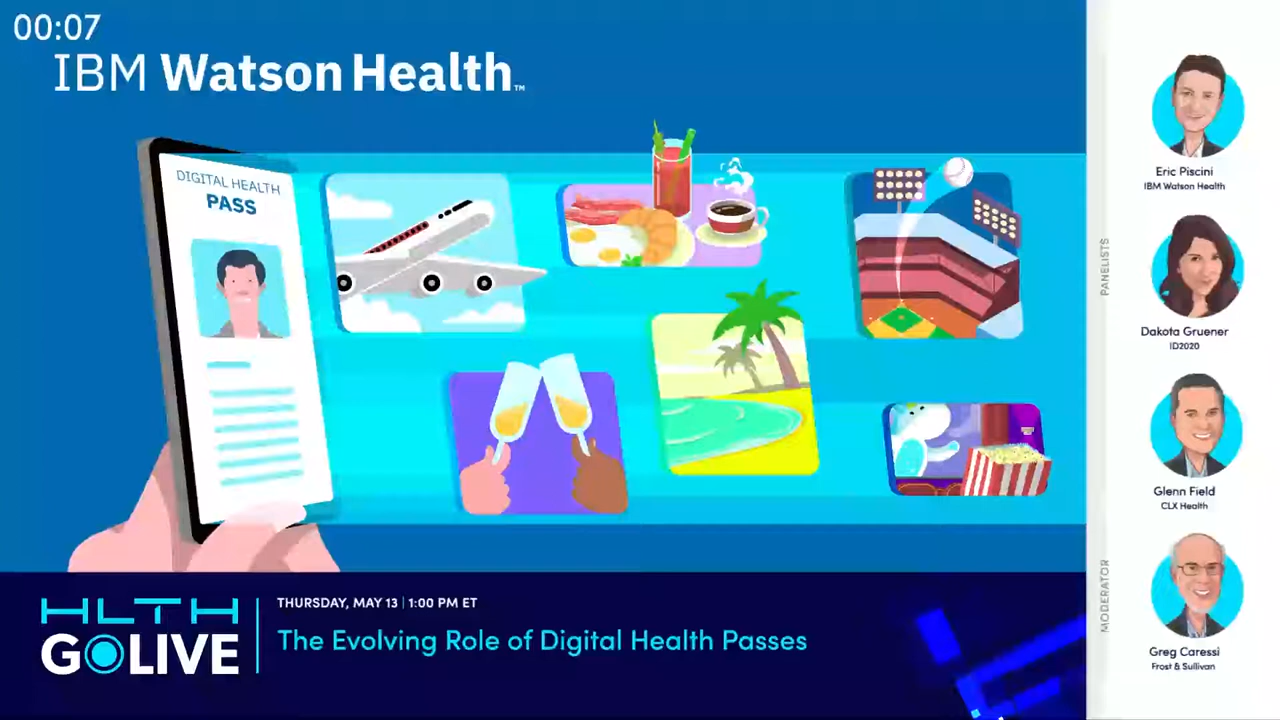 00:07
IBM Watson Health™
DIGITAL HEALTH
PASS
HLTH
GOLIVE
THURSDAY, MAY 13 | 1:00 PM ET
The Evolving Role of Digital Health Passes
PANELISTS
Eric Piscini
IBM Watson Health
Dakota Gruener
ID2020
Glenn Field
CLX Health
MODERATOR
Greg Caressi
Frost & Sullivan